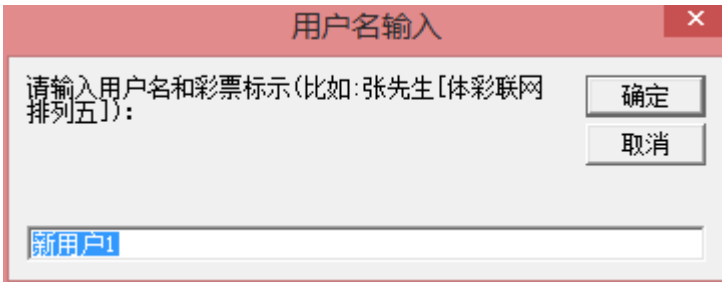 用户名输入
请输入用户名和彩票标示(比如:张先生[体彩联网
排列五]):
确定
取消
新用户1